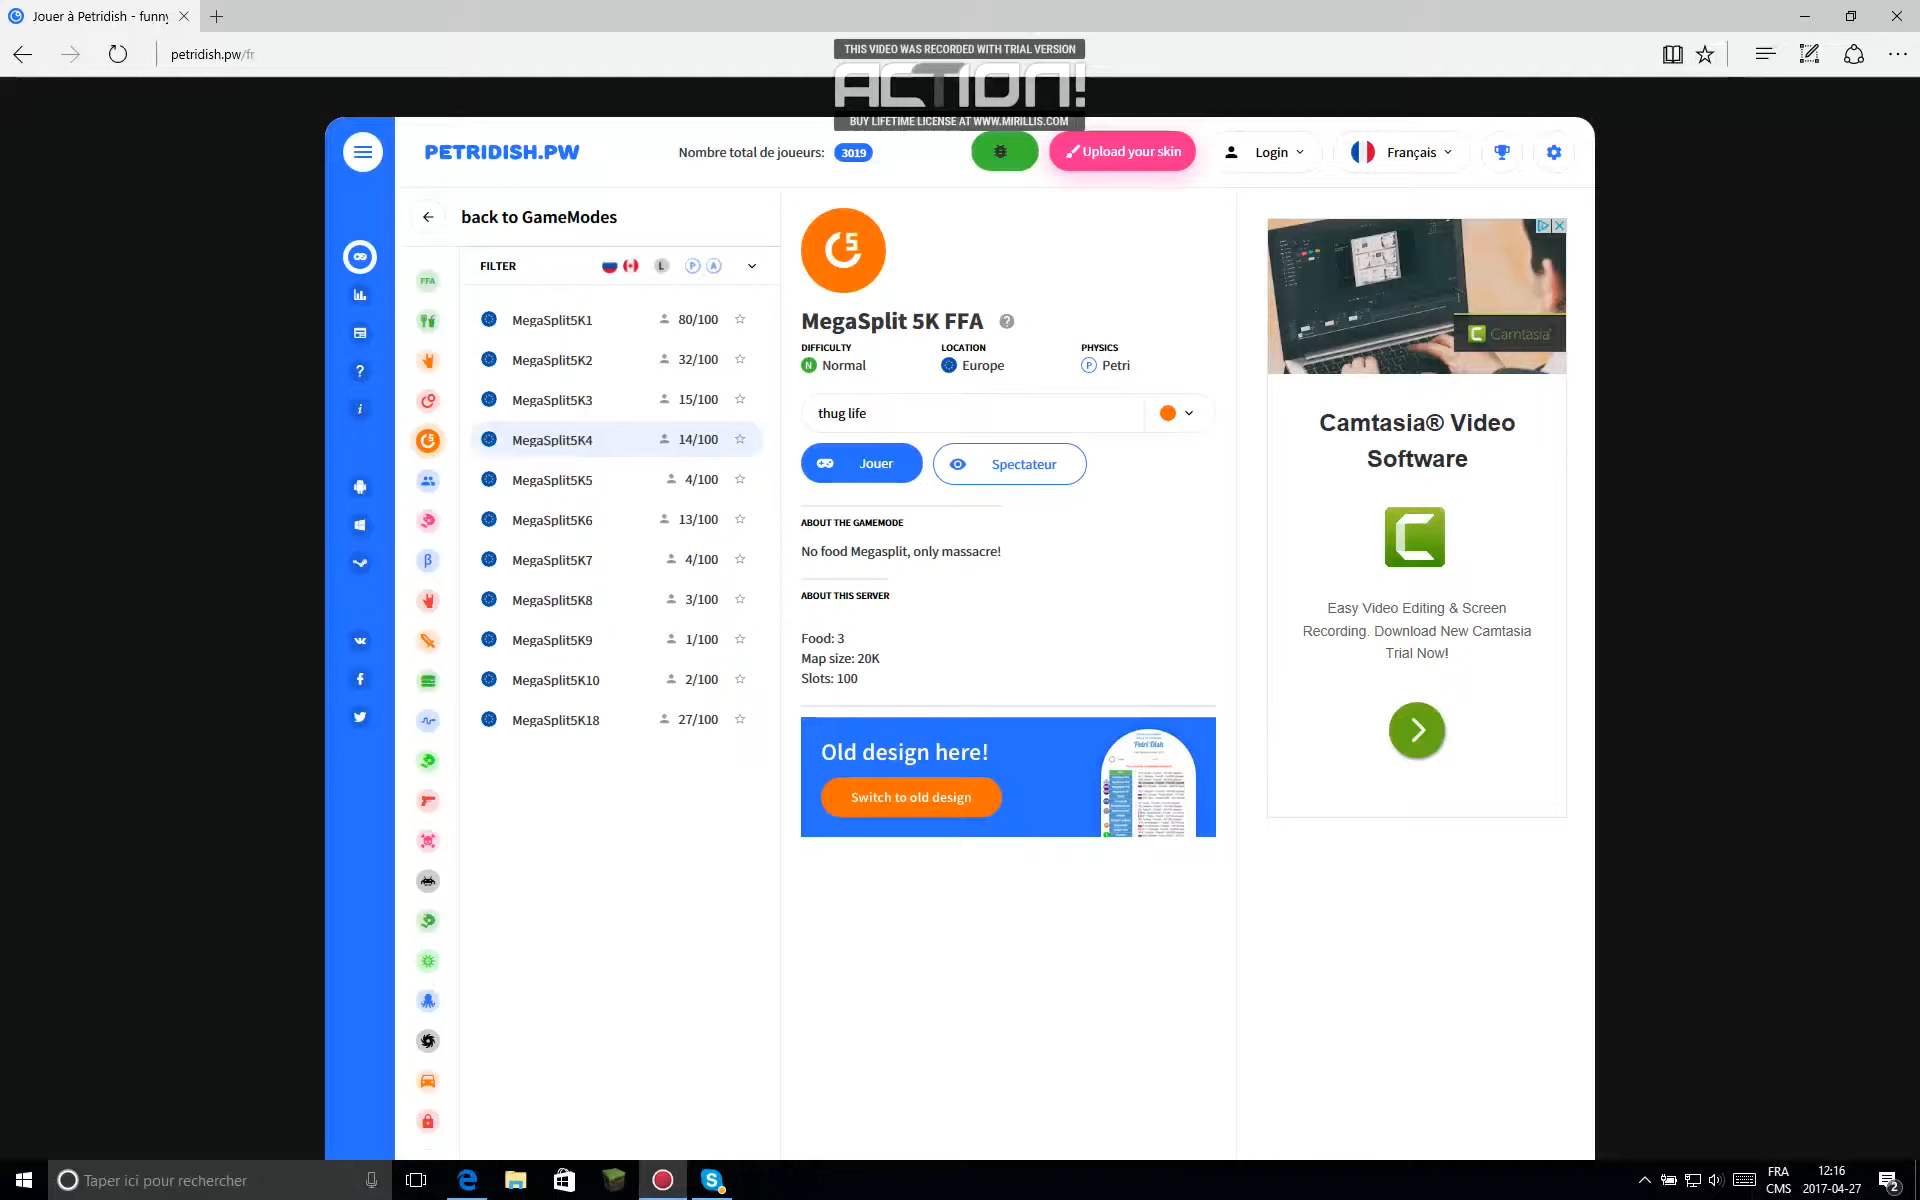 Jouer à Petridish - funny
petridish.pw/fr
THIS VIDEO WAS RECORDED WITH TRIAL VERSION
ACTION!
BUY LIFETIME LICENSE AT WWW.MIRILLIS.COM
PETRIDISH.PW
Nombre total de joueurs: 3019
Upload your skin
Login
Français
back to GameModes
FILTER
L
P
A
FFA
MegaSplit5K1 80/100
MegaSplit5K2 32/100
MegaSplit5K3 15/100
MegaSplit5K4 14/100
MegaSplit5K5 4/100
MegaSplit5K6 13/100
MegaSplit5K7 4/100
MegaSplit5K8 3/100
MegaSplit5K9 1/100
MegaSplit5K10 2/100
MegaSplit5K18 27/100
5
MegaSplit 5K FFA ?
DIFFICULTY LOCATION PHYSICS
N Normal Europe P Petri
thug life
Jouer Spectateur
ABOUT THE GAMEMODE
No food Megasplit, only massacre!
ABOUT THIS SERVER
Food: 3
Map size: 20K
Slots: 100
Old design here!
Switch to old design
Petri Dish
Camtasia
Camtasia® Video
Software
Easy Video Editing & Screen
Recording. Download New Camtasia
Trial Now!
Taper ici pour rechercher
FRA
CMS
12:16
2017-04-27
2